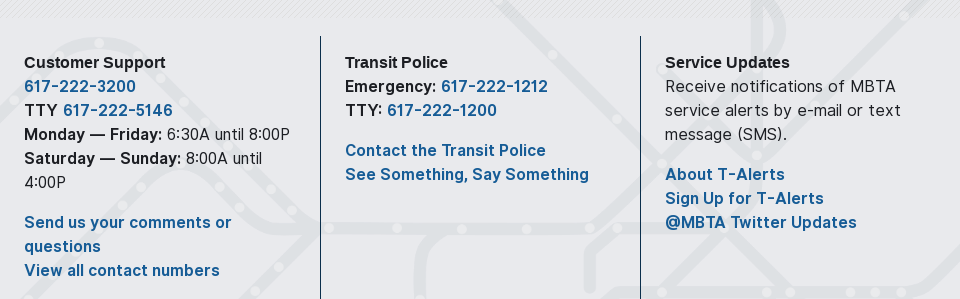 Customer Support
617-222-3200
TTY 617-222-5146
Monday — Friday: 6:30A until 8:00P
Saturday — Sunday: 8:00A until
4:00P
Send us your comments or
questions
View all contact numbers
Transit Police
Emergency: 617-222-1212
TTY: 617-222-1200
Contact the Transit Police
See Something, Say Something
Service Updates
Receive notifications of MBTA
service alerts by e-mail or text
message (SMS).
About T-Alerts
Sign Up for T-Alerts
@MBTA Twitter Updates